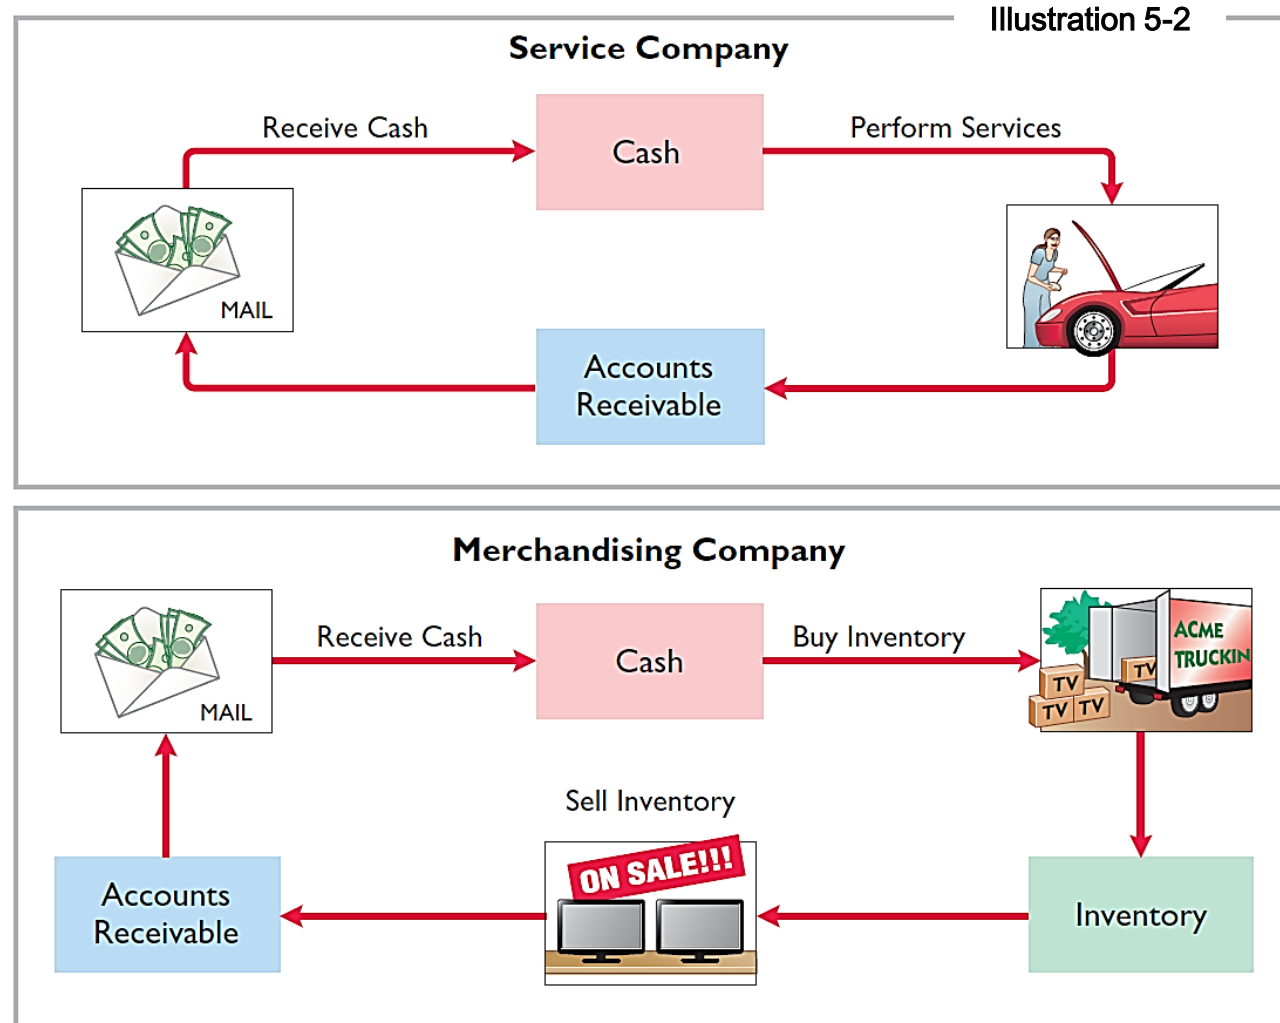 Illustration 5-2
Service Company
Receive Cash
Cash
Perform Services
MAIL
Accounts
Receivable
Merchandising Company
Receive Cash
Cash
Buy Inventory
MAIL
ACME
TRUCKIN
TV
TV
TV TV
Sell Inventory
ON SALE!!!
Accounts
Receivable
Inventory